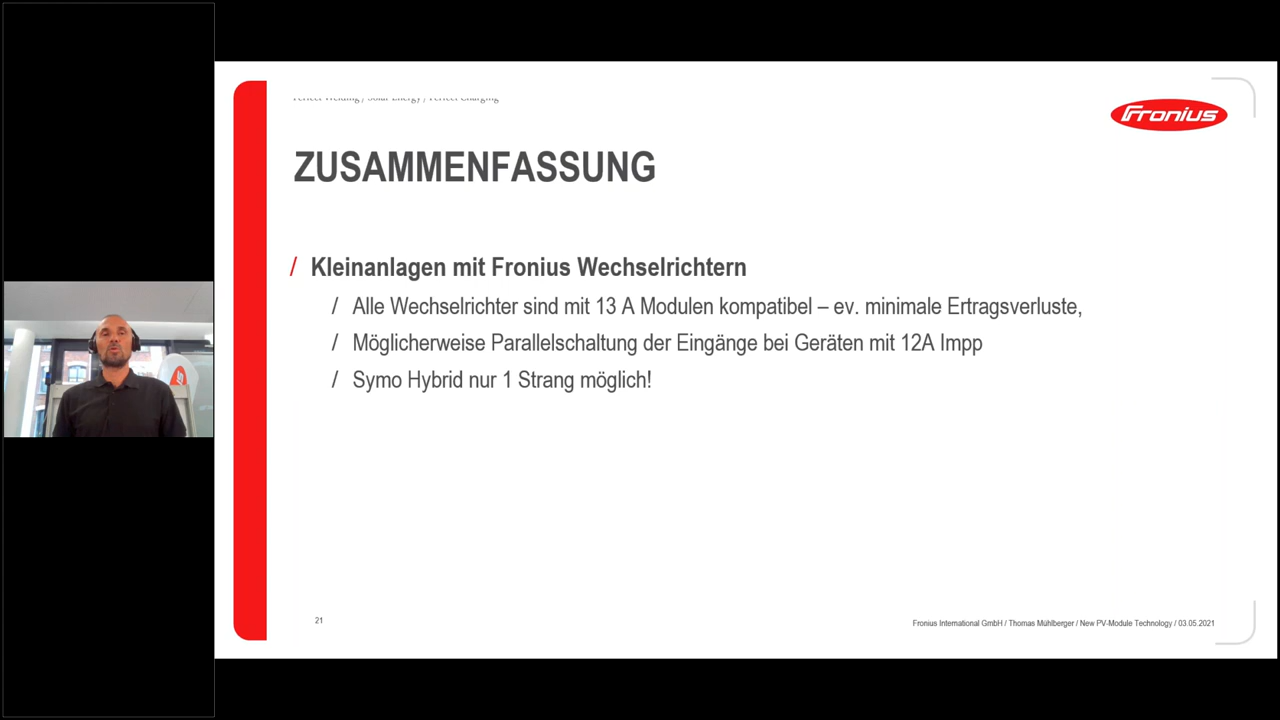 Perfect Welding / Solar Energy / Perfect Charging
Fronius
ZUSAMMENFASSUNG
/ Kleinanlagen mit Fronius Wechselrichtern
/ Alle Wechselrichter sind mit 13 A Modulen kompatibel – ev. minimale Ertragsverluste,
/ Möglicherweise Parallelschaltung der Eingänge bei Geräten mit 12A Impp
/ Symo Hybrid nur 1 Strang möglich!
21
Fronius International GmbH / Thomas Mühlberger / New PV-Module Technology / 03.05.2021